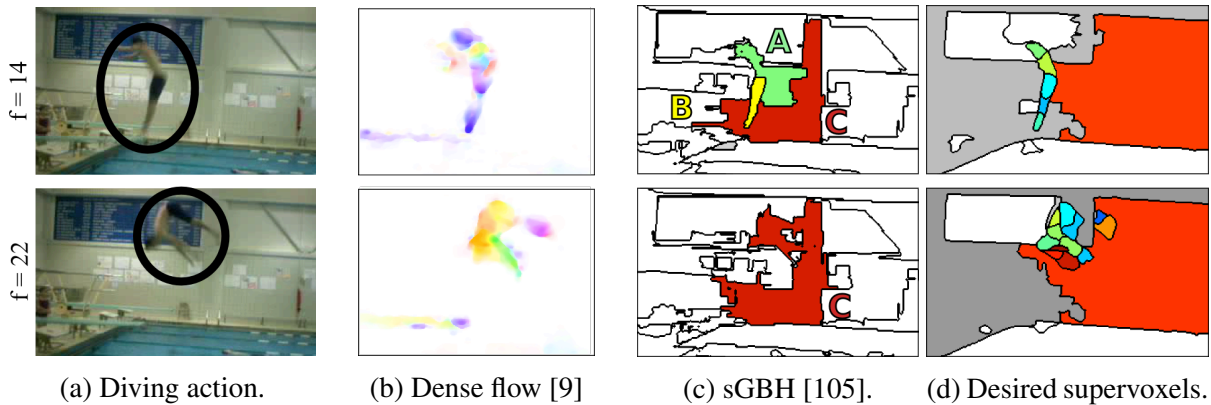 f = 14
A
B
C
f = 22
C
(a) Diving action.
(b) Dense flow [9]
(c) sGBH [105].
(d) Desired supervoxels.